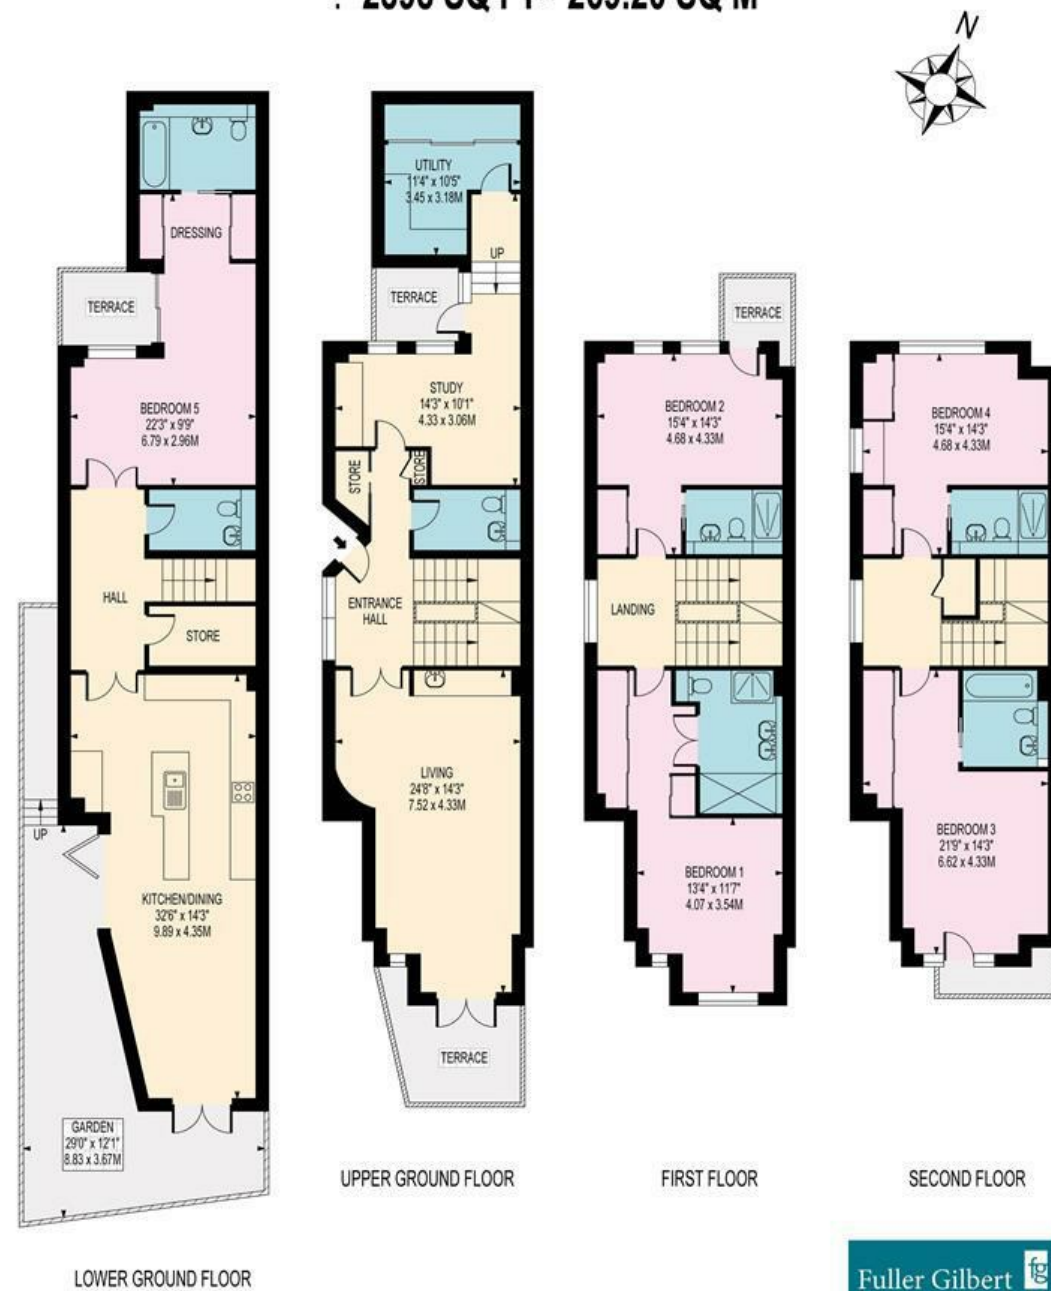 N
DRESSING
TERRACE
BEDROOM 5
22'3" x 9'9"
6.79 x 2.96M
HALL
STORE
UP
KITCHEN/DINING
32'6" x 14'3"
9.89 x 4.35M
GARDEN
29'0" x 12'1"
8.83 x 3.67M
LOWER GROUND FLOOR
UTILITY
11'4" x 10'5"
3.45 x 3.18M
UP
TERRACE
STUDY
14'3" x 10'1"
4.33 x 3.06M
STORE
STORE
ENTRANCE
HALL
LIVING
24'8" x 14'3"
7.52 x 4.33M
TERRACE
UPPER GROUND FLOOR
TERRACE
BEDROOM 2
15'4" x 14'3"
4.68 x 4.33M
LANDING
BEDROOM 1
13'4" x 11'7"
4.07 x 3.54M
FIRST FLOOR
BEDROOM 4
15'4" x 14'3"
4.68 x 4.33M
BEDROOM 3
21'9" x 14'3"
6.62 x 4.33M
SECOND FLOOR
Fuller Gilbert fg